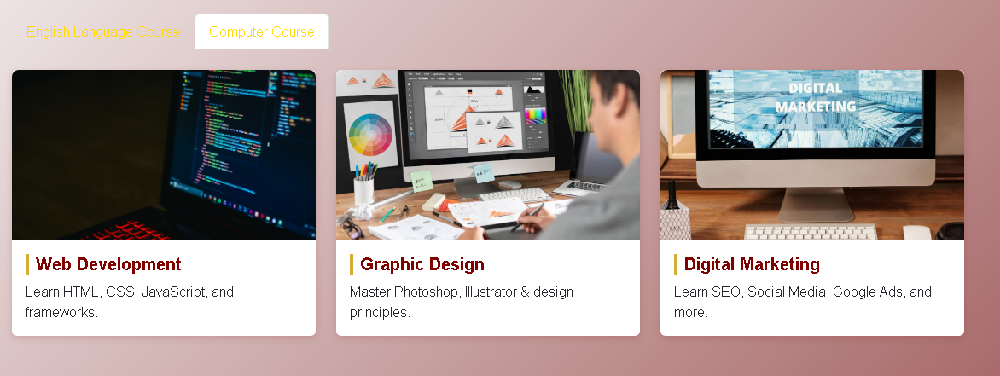 English Language Course
Computer Course
DIGITAL
MARKETING
Web Development
Graphic Design
Digital Marketing
Learn HTML, CSS, JavaScript, and
frameworks.
Master Photoshop, Illustrator & design
principles.
Learn SEO, Social Media, Google Ads, and
more.